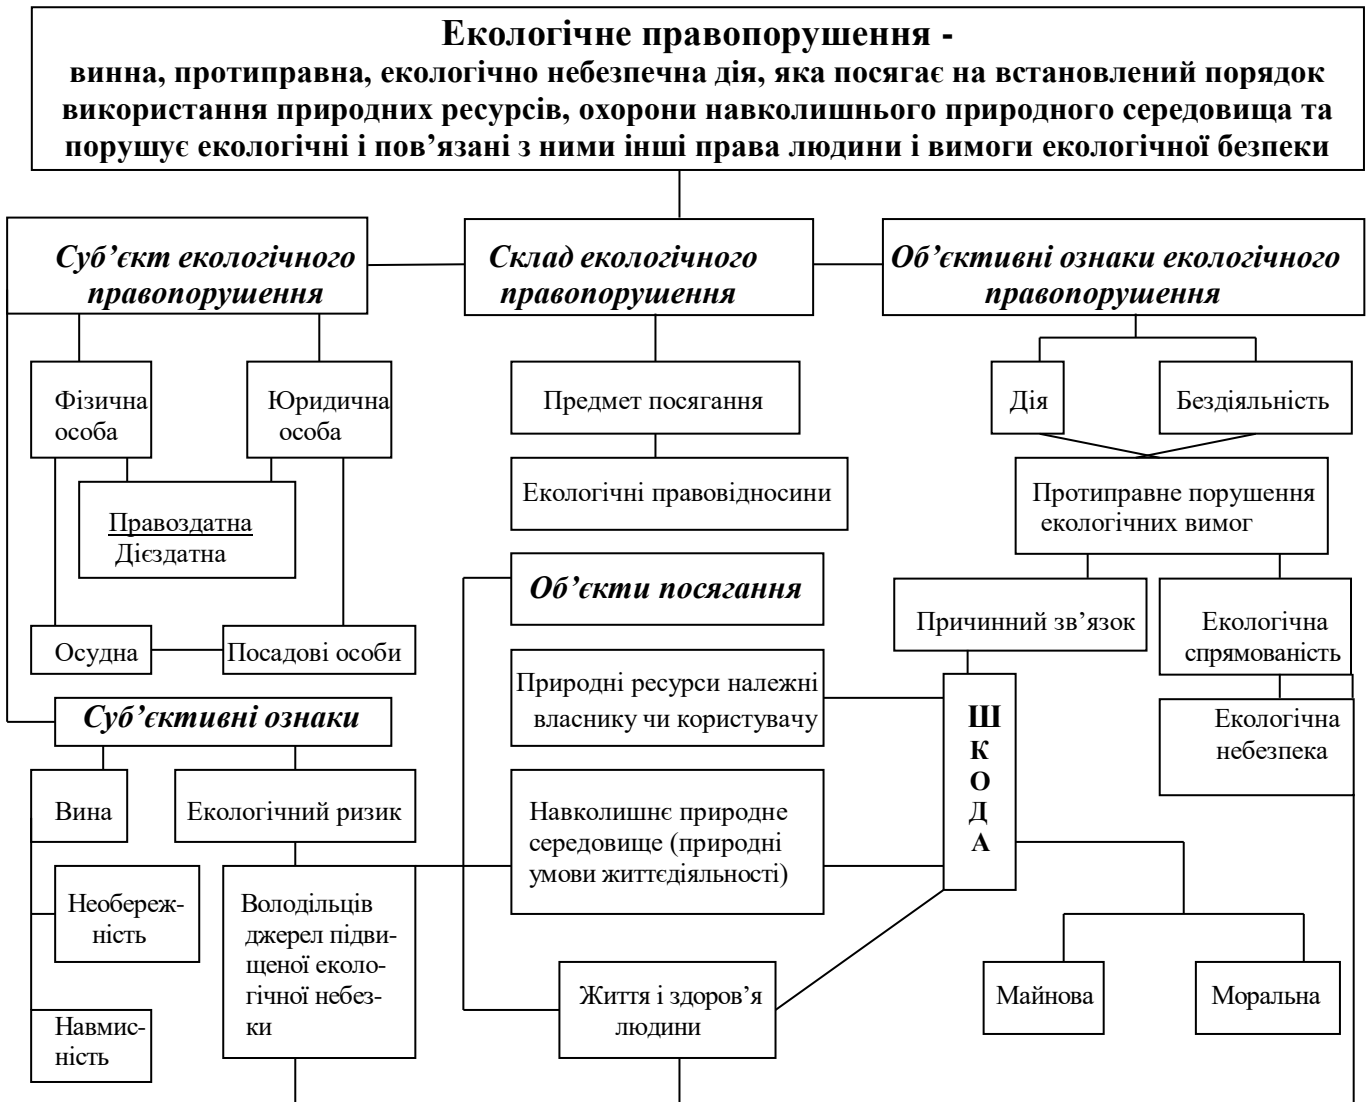 Екологічне правопорушення -
винна, протиправна, екологічно небезпечна дія, яка посягає на встановлений порядок
використання природних ресурсів, охорони навколишнього природного середовища та
порушує екологічні і пов’язані з ними інші права людини і вимоги екологічної безпеки
Суб’єкт екологічного
правопорушення
Склад екологічного
правопорушення
Об’єктивні ознаки екологічного
правопорушення
Фізична
особа
Юридична
особа
Предмет посягання
Дія
Бездіяльність
Правоздатна
Дієздатна
Екологічні правовідносини
Протиправне порушення
екологічних вимог
Об’єкти посягання
Причинний зв’язок
Екологічна
спрямованість
Осудна
Посадові особи
Природні ресурси належні
власнику чи користувачу
Ш
К
О
Д
А
Екологічна
небезпека
Суб’єктивні ознаки
Вина
Екологічний ризик
Навколишнє природне
середовище (природні
умови життєдіяльності)
Необереж-
ність
Володільців
джерел підви-
щеної еколо-
гічної небез-
ки
Життя і здоров’я
людини
Майнова
Моральна
Навмис-
ність